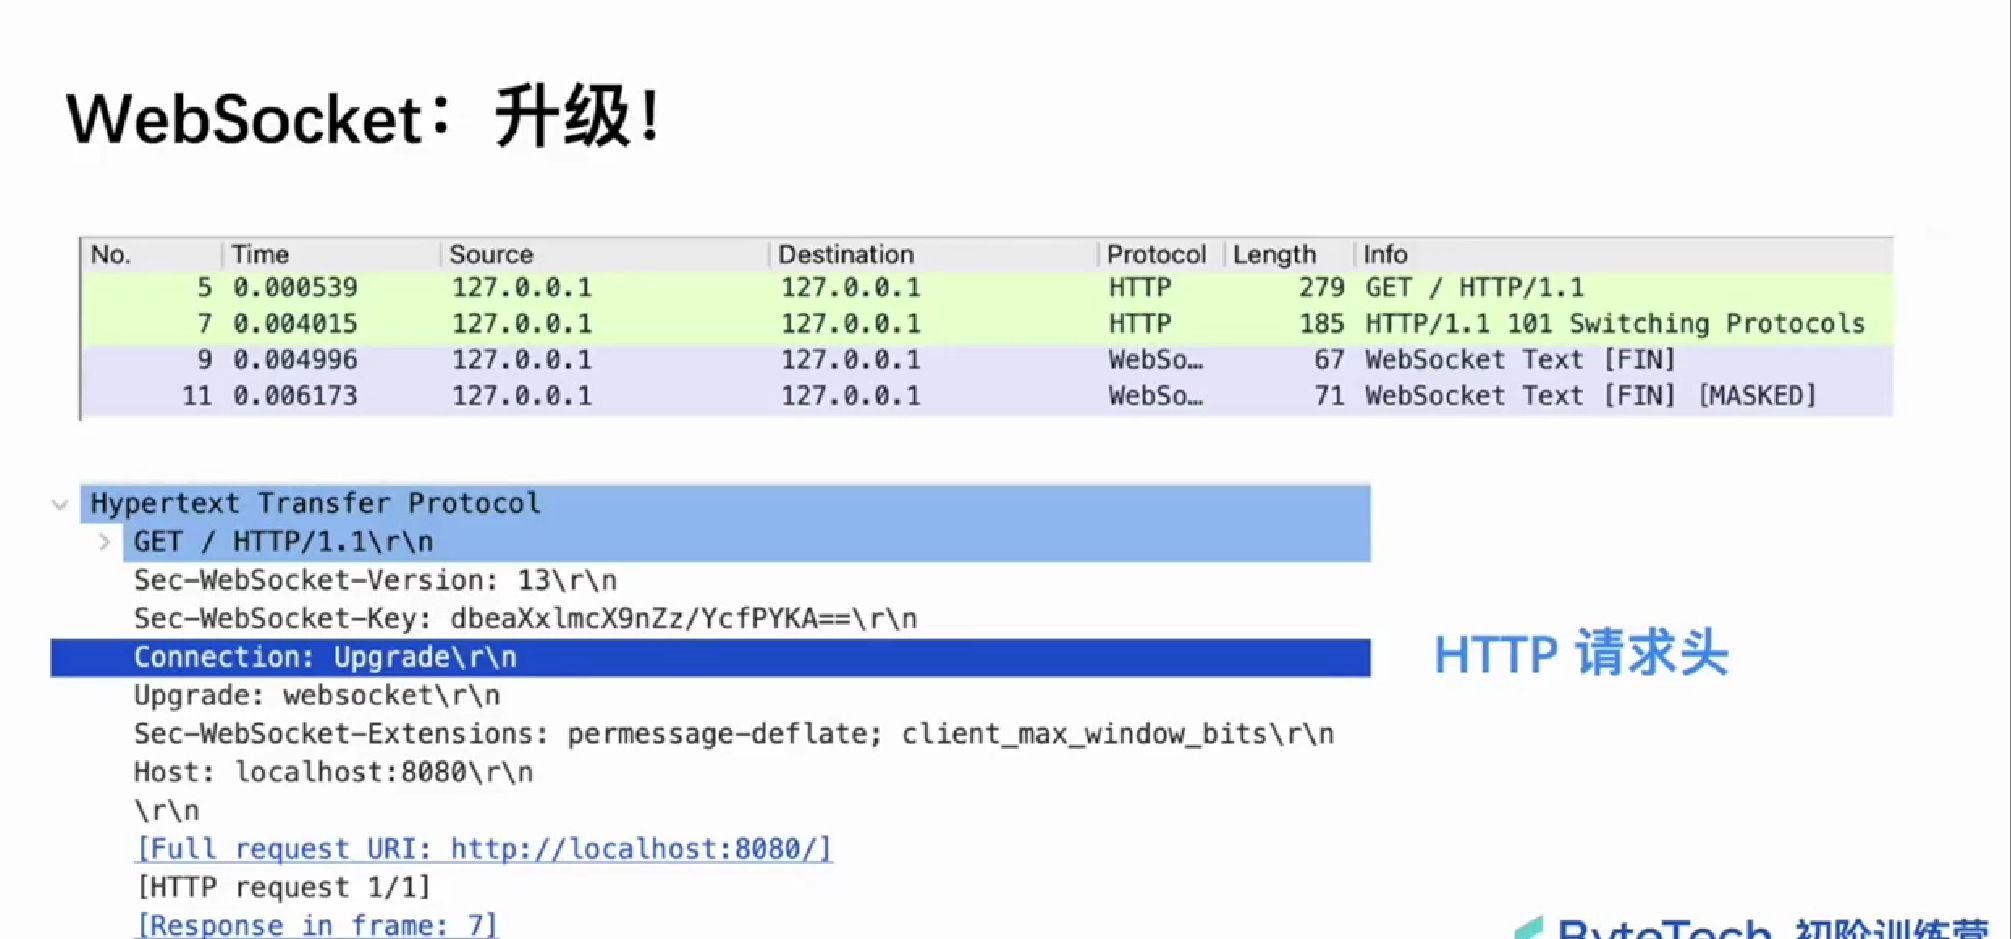 WebSocket：升级！
No. Time Source Destination Protocol Length Info
5 0.000539 127.0.0.1 127.0.0.1 HTTP 279 GET / HTTP/1.1
7 0.004015 127.0.0.1 127.0.0.1 HTTP 185 HTTP/1.1 101 Switching Protocols
9 0.004996 127.0.0.1 127.0.0.1 WebSo… 67 WebSocket Text [FIN]
11 0.006173 127.0.0.1 127.0.0.1 WebSo… 71 WebSocket Text [FIN] [MASKED]
Hypertext Transfer Protocol
GET / HTTP/1.1\r\n
Sec-WebSocket-Version: 13\r\n
Sec-WebSocket-Key: dbeaXxlmcX9nZz/YcfPYKA==\r\n
Connection: Upgrade\r\n
Upgrade: websocket\r\n
Sec-WebSocket-Extensions: permessage-deflate; client_max_window_bits\r\n
Host: localhost:8080\r\n
\r\n
[Full request URI: http://localhost:8080/]
[HTTP request 1/1]
[Response in frame: 7]
HTTP 请求头
ByteTech 初阶训练营